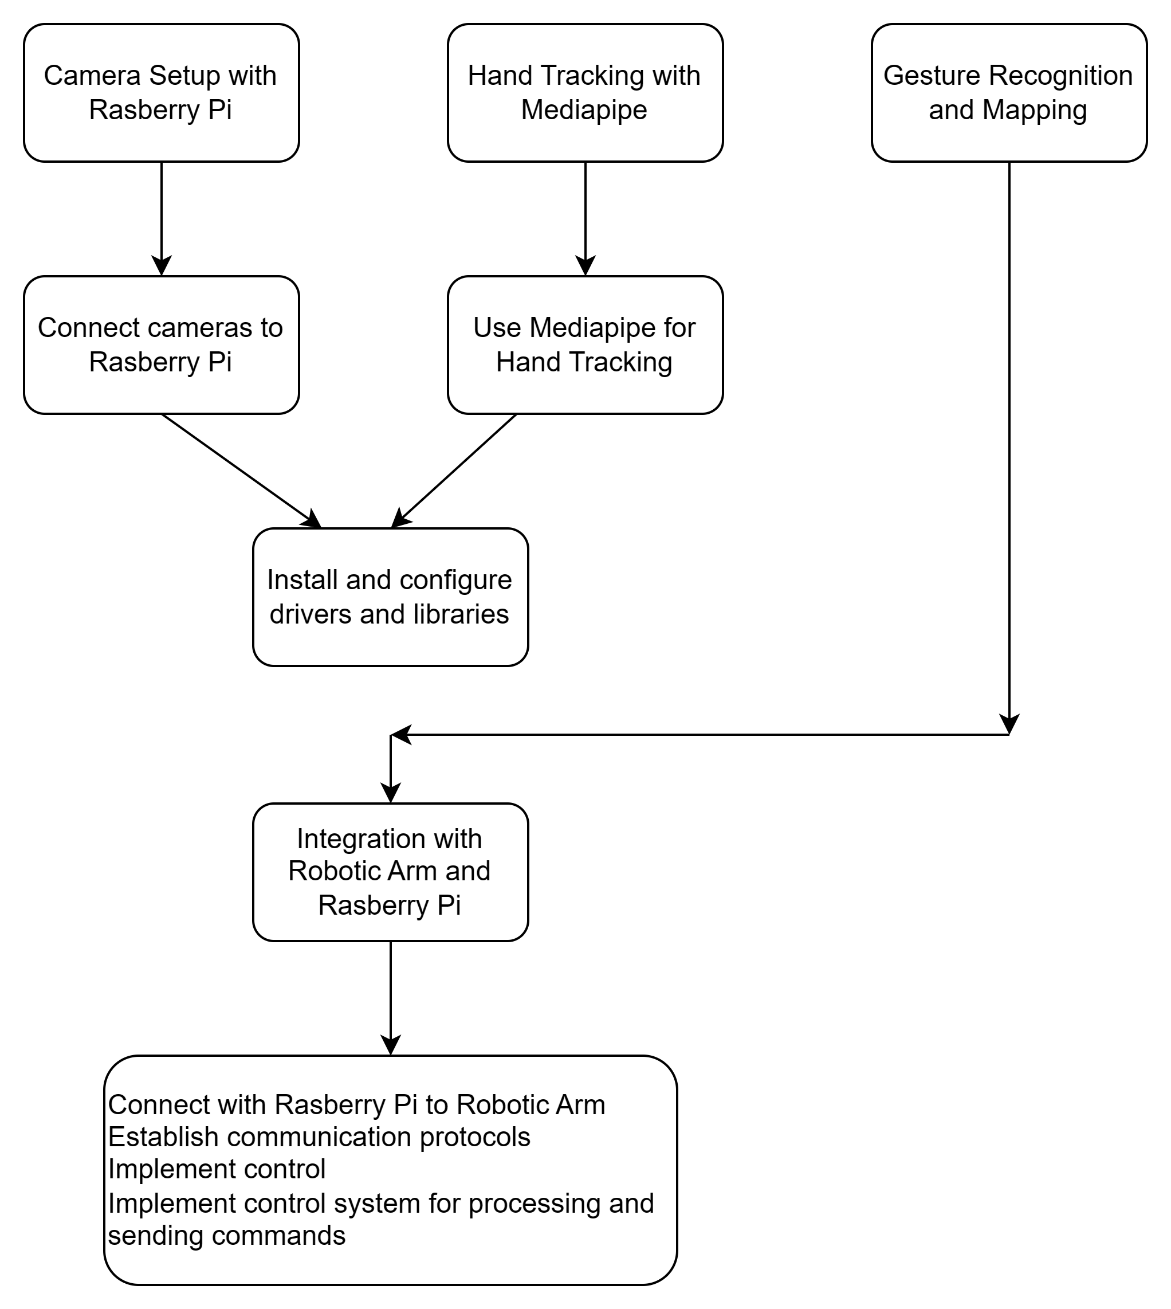 Camera Setup with
Rasberry Pi
Hand Tracking with
Mediapipe
Gesture Recognition
and Mapping
Connect cameras to
Rasberry Pi
Use Mediapipe for
Hand Tracking
Install and configure
drivers and libraries
Integration with
Robotic Arm and
Rasberry Pi
Connect with Rasberry Pi to Robotic Arm
Establish communication protocols
Implement control
Implement control system for processing and
sending commands